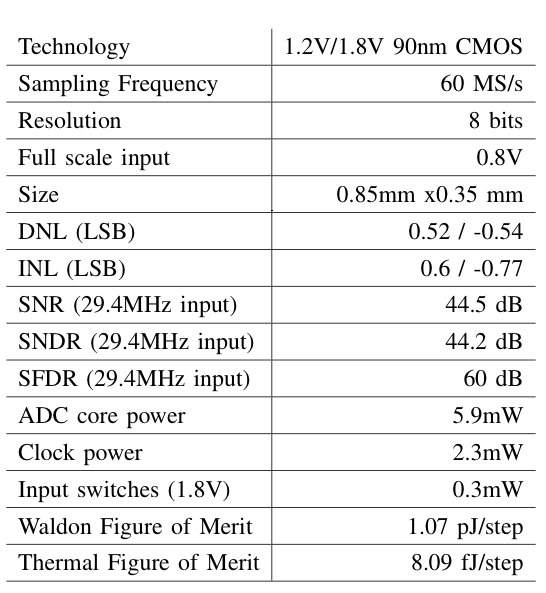 Technology 1.2V/1.8V 90nm CMOS
Sampling Frequency 60 MS/s
Resolution 8 bits
Full scale input 0.8V
Size 0.85mm x0.35 mm
DNL (LSB) 0.52 / -0.54
INL (LSB) 0.6 / -0.77
SNR (29.4MHz input) 44.5 dB
SNDR (29.4MHz input) 44.2 dB
SFDR (29.4MHz input) 60 dB
ADC core power 5.9mW
Clock power 2.3mW
Input switches (1.8V) 0.3mW
Waldon Figure of Merit 1.07 pJ/step
Thermal Figure of Merit 8.09 fJ/step